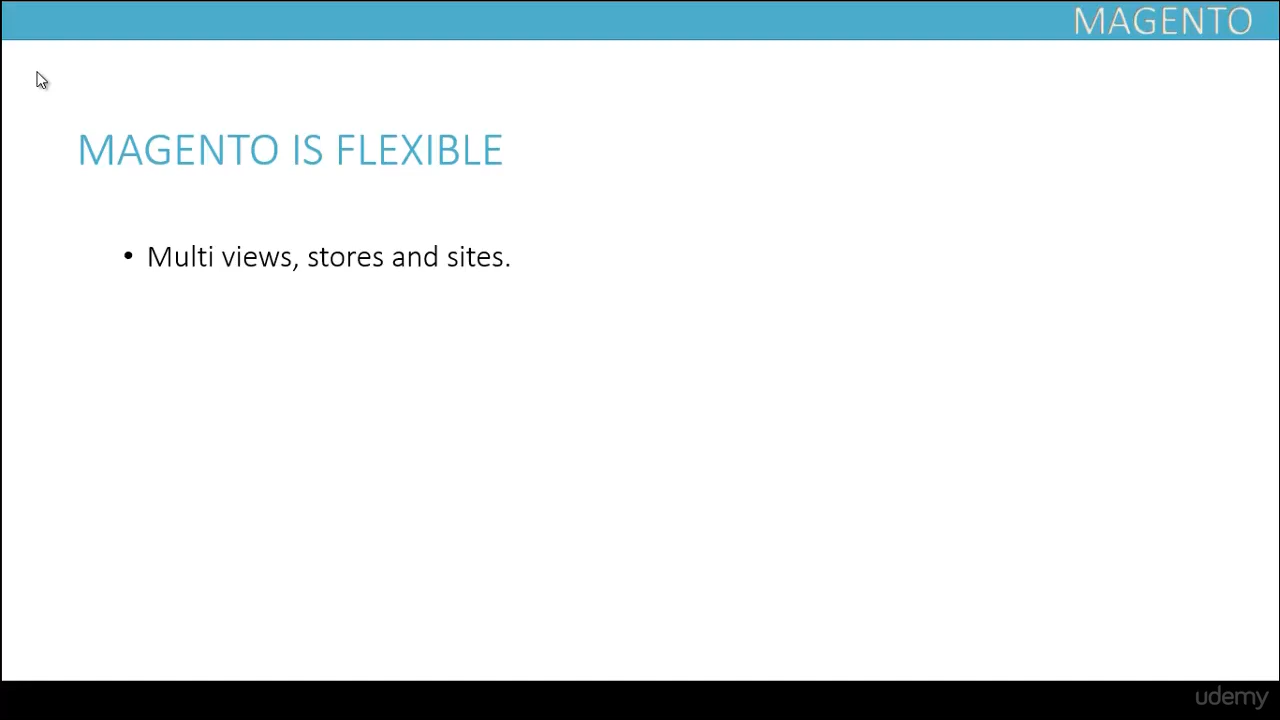 MAGENTO
MAGENTO IS FLEXIBLE
• Multi views, stores and sites.
udemy